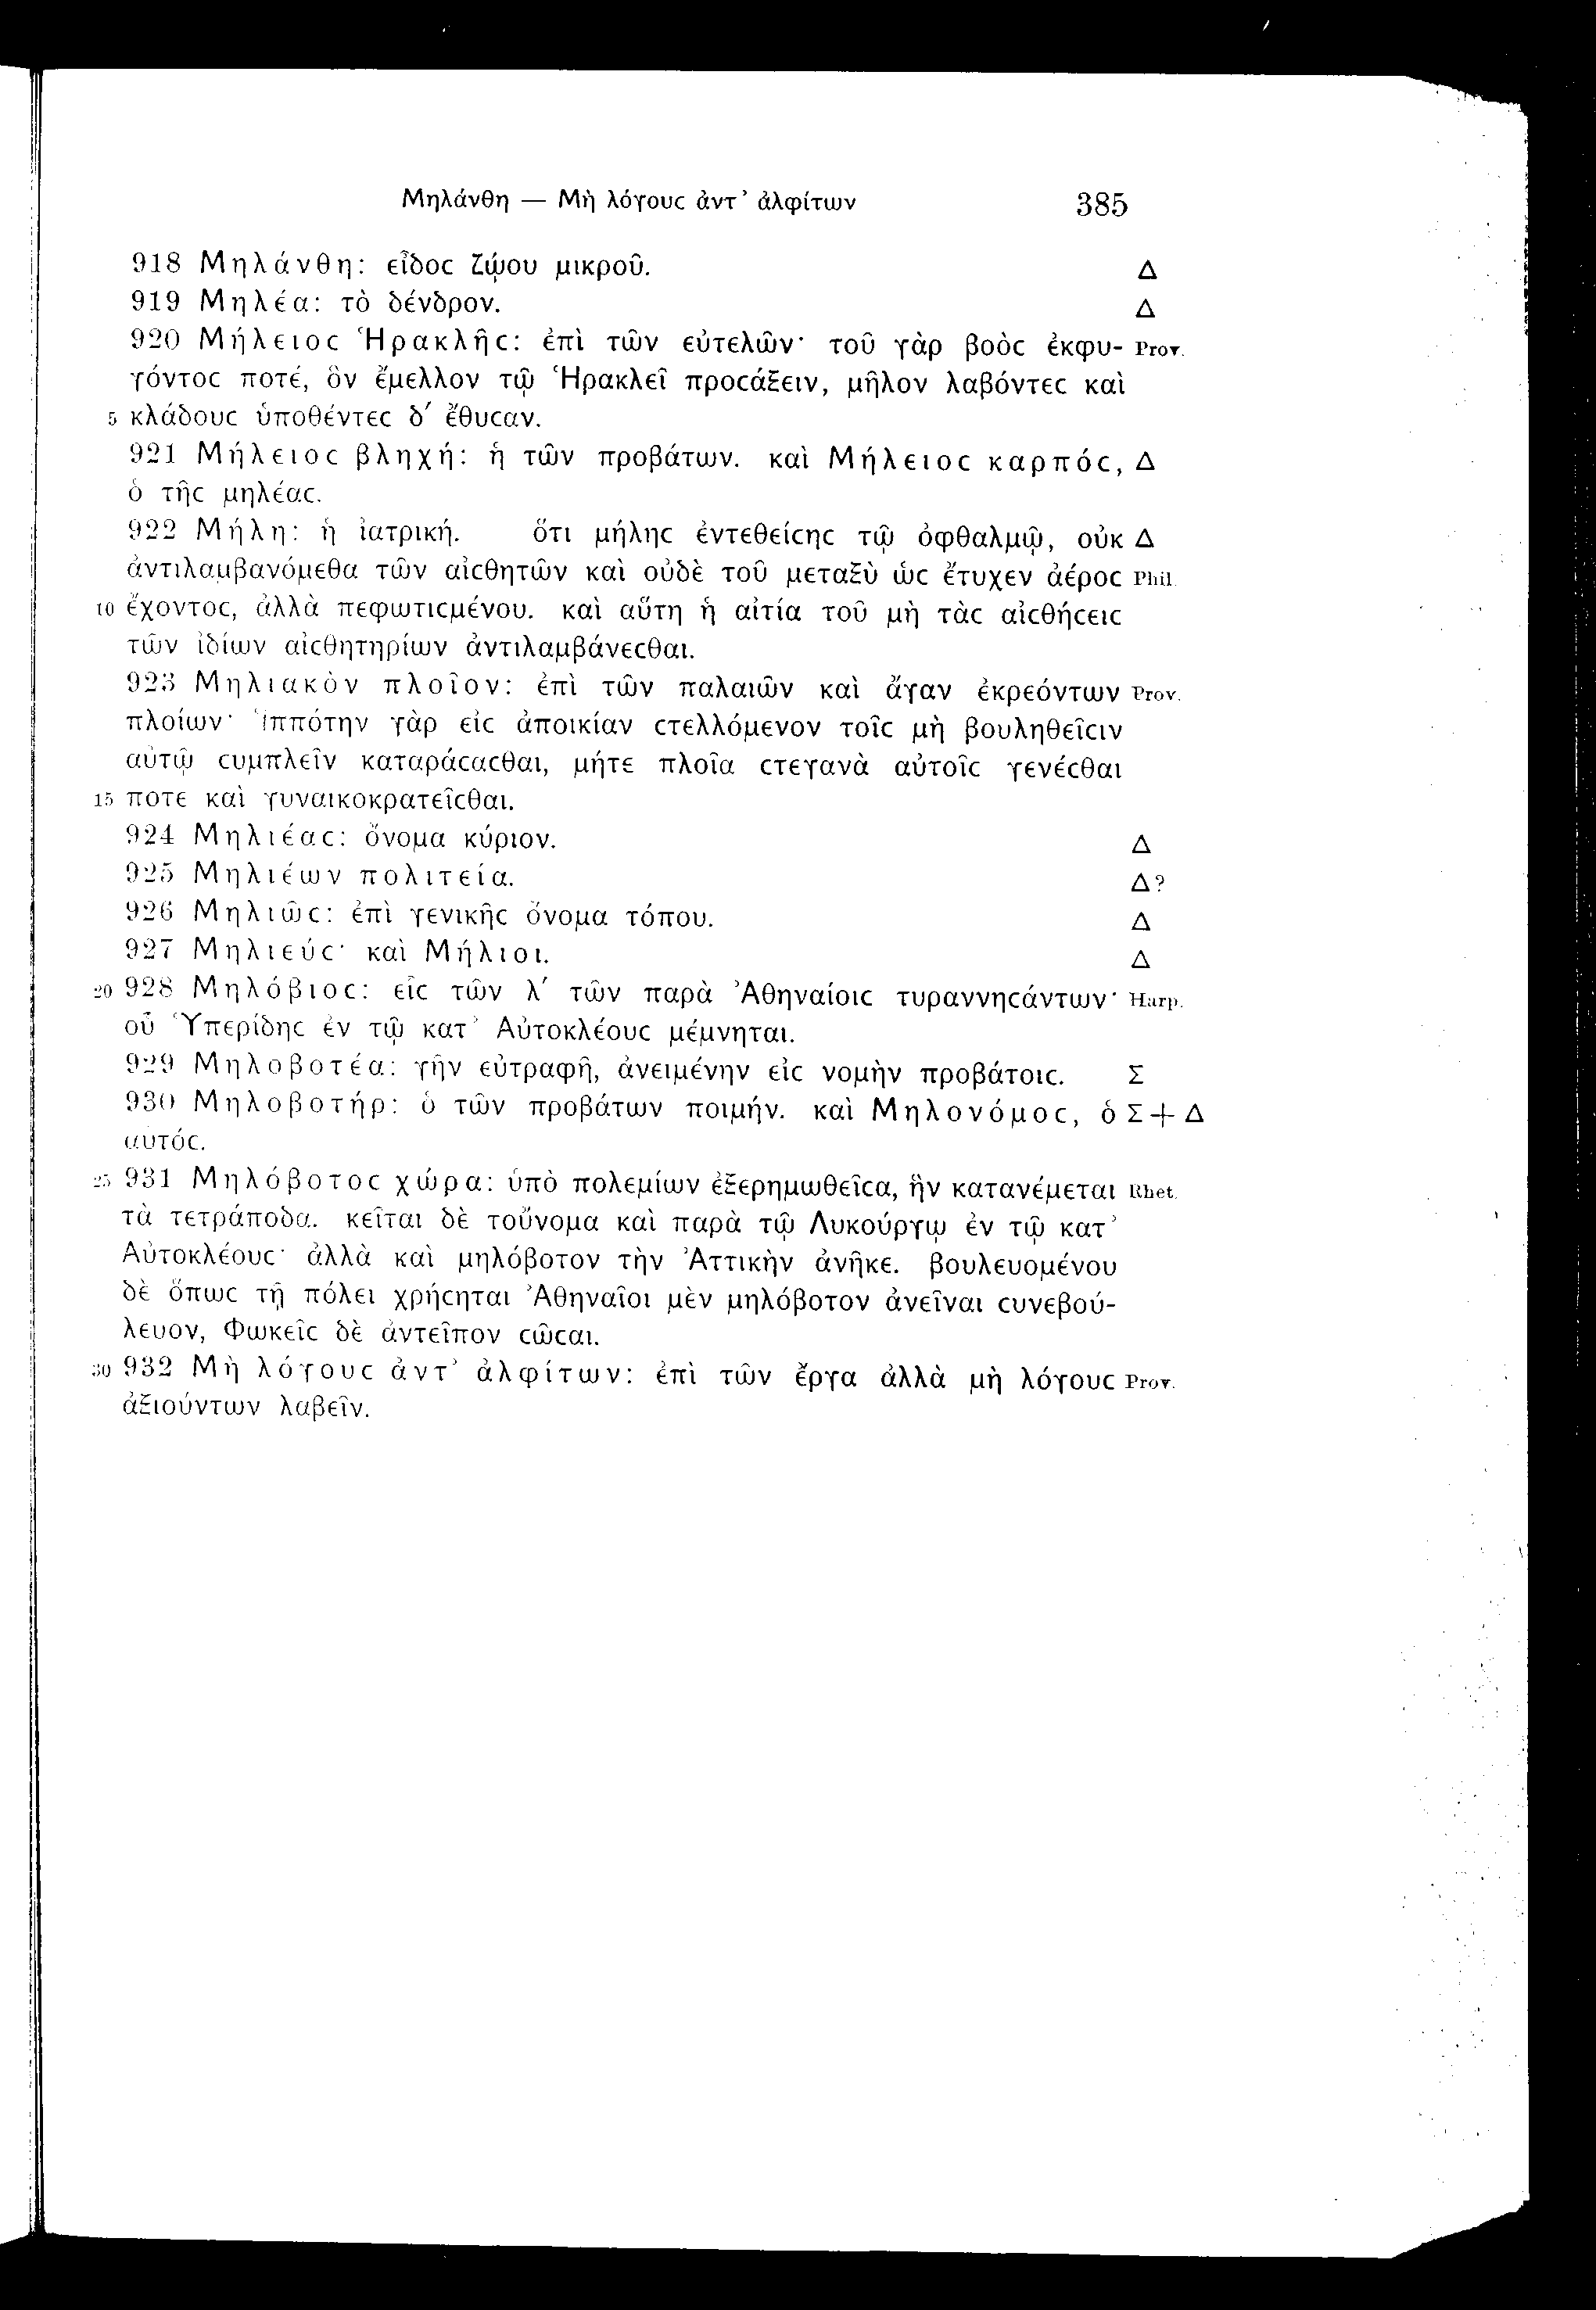 Μηλάνθη — Μὴ λόγουϲ ἀντ’ ἀλφίτων 385
918 Μηλάνθη: εἶδοϲ ζῴου μικροῦ. Δ
919 Μηλέα: τὸ δένδρον. Δ
920 Μήλειοϲ Ἡρακλῆϲ: ἐπὶ τῶν εὐτελῶν· τοῦ γὰρ βοὸϲ ἐκφυ- Prov.
γόντοϲ ποτέ, ὃν ἔμελλον τῷ Ἡρακλεῖ προϲάξειν, μῆλον λαβόντεϲ καὶ
5 κλάδουϲ ὑποθέντεϲ δ´ ἔθυϲαν.
921 Μήλειοϲ βληχή: ἡ τῶν προβάτων. καὶ Μήλειοϲ καρπόϲ, Δ
ὁ τῆϲ μηλέαϲ.
922 Μήλη: ἡ ἰατρική. ὅτι μήληϲ ἐντεθείϲηϲ τῷ ὀφθαλμῷ, οὐκ Δ
ἀντιλαμβανόμεθα τῶν αἰϲθητῶν καὶ οὐδὲ τοῦ μεταξὺ ὡϲ ἔτυχεν ἀέροϲ Phil.
10 ἔχοντοϲ, ἀλλὰ πεφωτιϲμένου. καὶ αὕτη ἡ αἰτία τοῦ μὴ τὰϲ αἰϲθήϲειϲ
τῶν ἰδίων αἰϲθητηρίων ἀντιλαμβάνεϲθαι.
923 Μηλιακὸν πλοῖον: ἐπὶ τῶν παλαιῶν καὶ ἄγαν ἐκρεόντων Prov.
πλοίων· Ἱππότην γὰρ εἰϲ ἀποικίαν ϲτελλόμενον τοῖϲ μὴ βουληθεῖϲιν
αὐτῷ ϲυμπλεῖν καταράϲαϲθαι, μήτε πλοῖα ϲτεγανὰ αὐτοῖϲ γενέϲθαι
15 ποτε καὶ γυναικοκρατεῖϲθαι.
924 Μηλιέαϲ: ὄνομα κύριον. Δ
925 Μηλιέων πολιτεία. Δ?
926 Μηλιῶϲ: ἐπὶ γενικῆϲ ὄνομα τόπου. Δ
927 Μηλιεύϲ· καὶ Μήλιοι. Δ
20 928 Μηλόβιοϲ: εἷϲ τῶν λ´ τῶν παρὰ Ἀθηναίοιϲ τυραννηϲάντων· Harp.
οὗ Ὑπερίδηϲ ἐν τῷ κατ’ Αὐτοκλέουϲ μέμνηται.
929 Μηλοβοτέα: γῆν εὐτραφῆ, ἀνειμένην εἰϲ νομὴν προβάτοιϲ. Σ
930 Μηλοβοτήρ: ὁ τῶν προβάτων ποιμήν. καὶ Μηλονόμοϲ, ὁ Σ+Δ
αὐτόϲ.
25 931 Μηλόβοτοϲ χώρα: ὑπὸ πολεμίων ἐξερημωθεῖϲα, ἣν κατανέμεται Rhet.
τὰ τετράποδα. κεῖται δὲ τοὔνομα καὶ παρὰ τῷ Λυκούργῳ ἐν τῷ κατ’
Αὐτοκλέουϲ· ἀλλὰ καὶ μηλόβοτον τὴν Ἀττικὴν ἀνῆκε. βουλευομένου
δὲ ὅπωϲ τῇ πόλει χρήϲηται Ἀθηναῖοι μὲν μηλόβοτον ἀνεῖναι ϲυνεβού-
λευον, Φωκεῖϲ δὲ ἀντεῖπον ϲῶϲαι.
30 932 Μὴ λόγουϲ ἀντ’ ἀλφίτων: ἐπὶ τῶν ἔργα ἀλλὰ μὴ λόγουϲ Prov.
ἀξιούντων λαβεῖν.